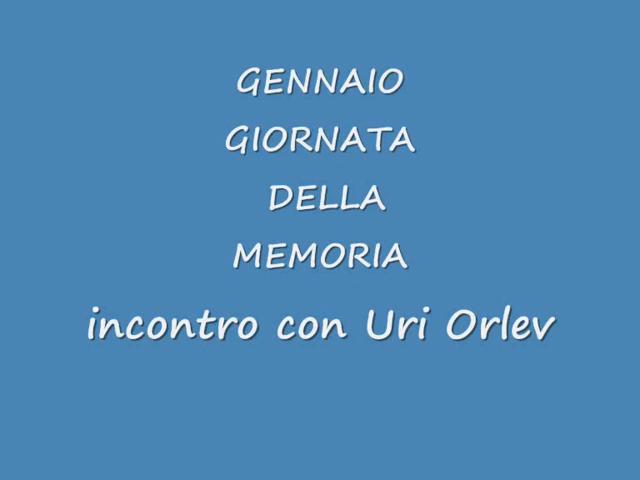 GENNAIO
GIORNATA
DELLA
MEMORIA
incontro con Uri Orlev